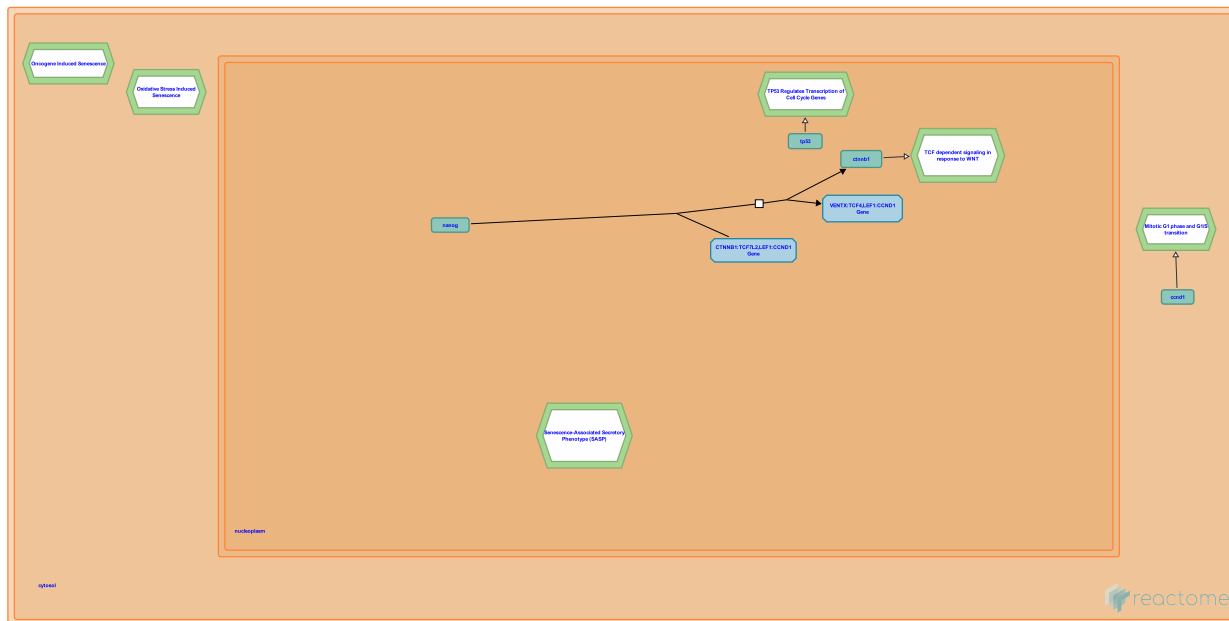 Oncogene Induced Senescence
Oxidative Stress Induced
Senescence
TP53 Regulates Transcription of
Cell Cycle Genes
tp53
ctnnb1
TCF dependent signaling in
response to WNT
VENTX:TCF4,LEF1:CCND1
Gene
nanog
CTNNB1:TCF7L2,LEF1:CCND1
Gene
Mitotic G1 phase and G1/S
transition
ccnd1
Senescence-Associated Secretory
Phenotype (SASP)
nucleoplasm
cytosol
reactome